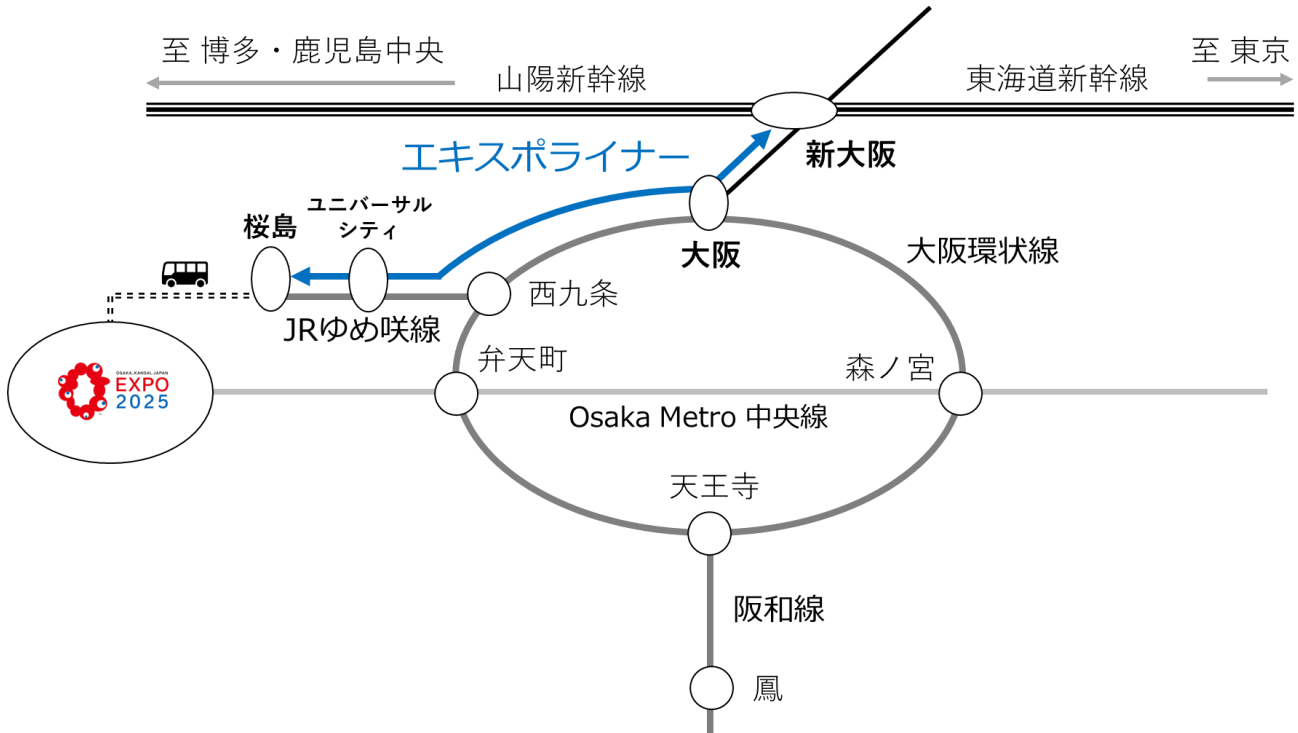 至 博多・鹿児島中央
山陽新幹線
東海道新幹線
至 東京
エキスポライナー
新大阪
ユニバーサル
シティ
桜島
大阪
大阪環状線
西九条
JRゆめ咲線
弁天町
森ノ宮
OSAKA, KANSAI, JAPAN
EXPO
2025
Osaka Metro 中央線
天王寺
阪和線
鳳